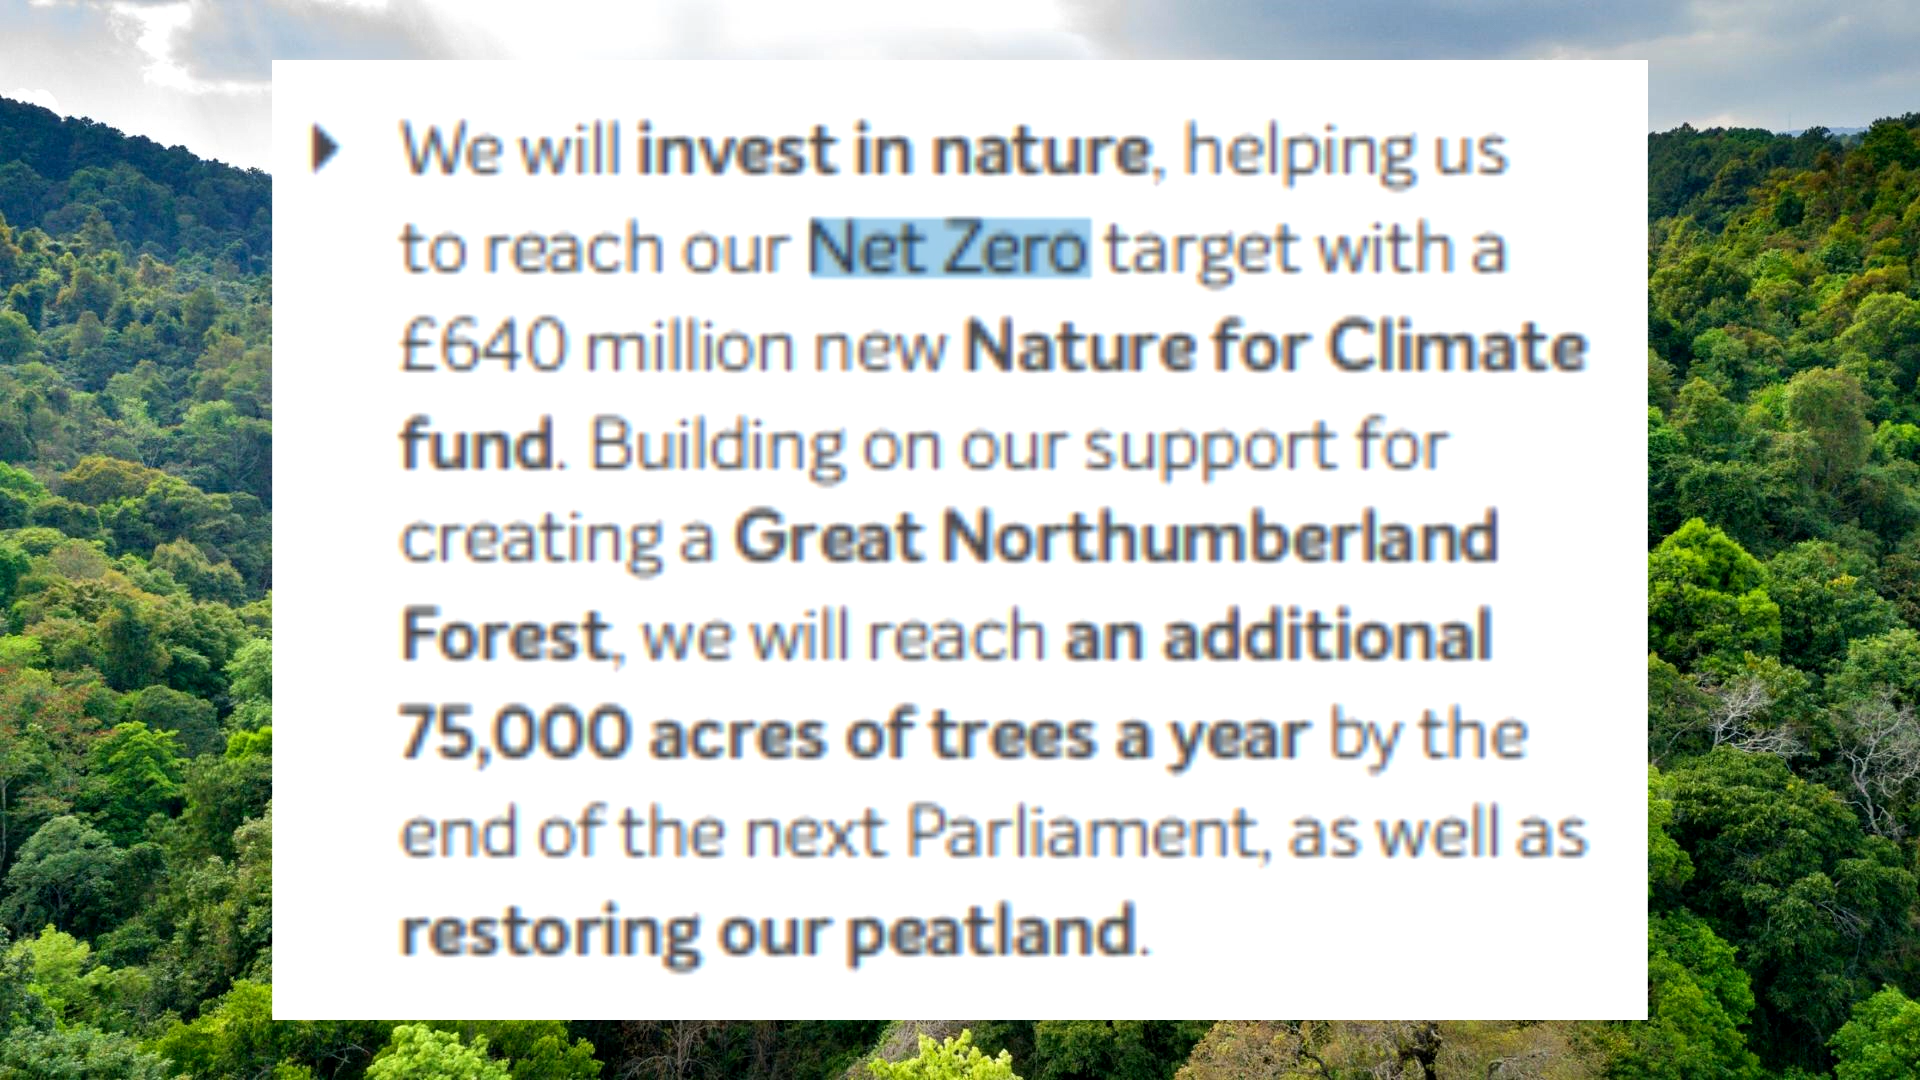 We will invest in nature, helping us
to reach our Net Zero target with a
£640 million new Nature for Climate
fund. Building on our support for
creating a Great Northumberland
Forest, we will reach an additional
75,000 acres of trees a year by the
end of the next Parliament, as well as
restoring our peatland.